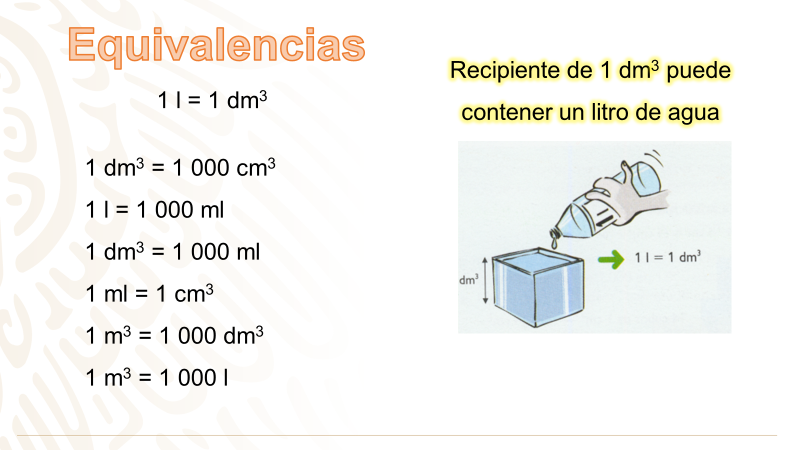 Equivalencias
1 l = 1 dm³
1 dm³ = 1 000 cm³
1 l = 1 000 ml
1 dm³ = 1 000 ml
1 ml = 1 cm³
1 m³ = 1 000 dm³
1 m³ = 1 000 l
Recipiente de 1 dm³ puede
contener un litro de agua
1 l = 1 dm³
dm³